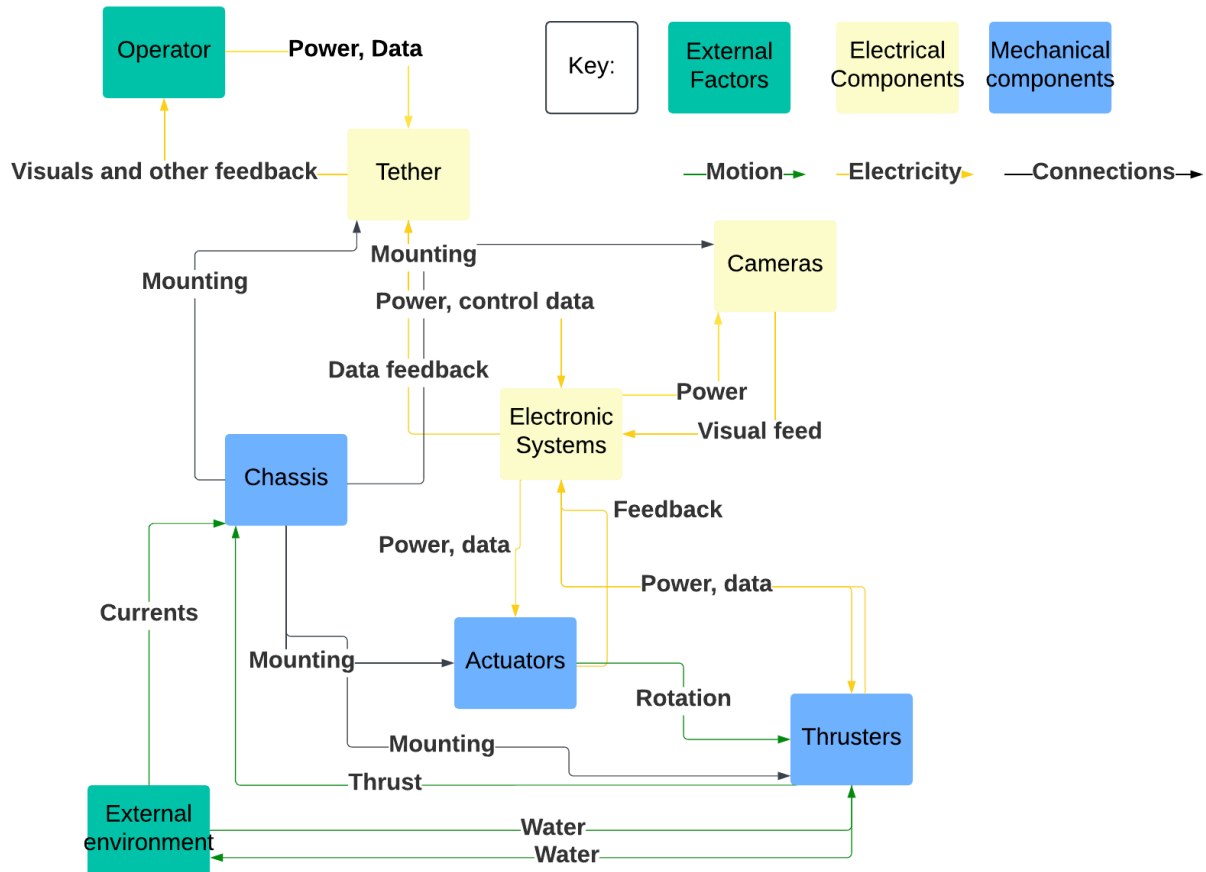 Operator
Power, Data
Key:
External
Factors
Electrical
Components
Mechanical
components
Visuals and other feedback
Tether
Motion
Electricity
Connections
Mounting
Mounting
Cameras
Power, control data
Data feedback
Power
Electronic
Systems
Visual feed
Chassis
Feedback
Power, data
Power, data
Currents
Mounting
Actuators
Rotation
Mounting
Thrusters
Thrust
External
environment
Water
Water